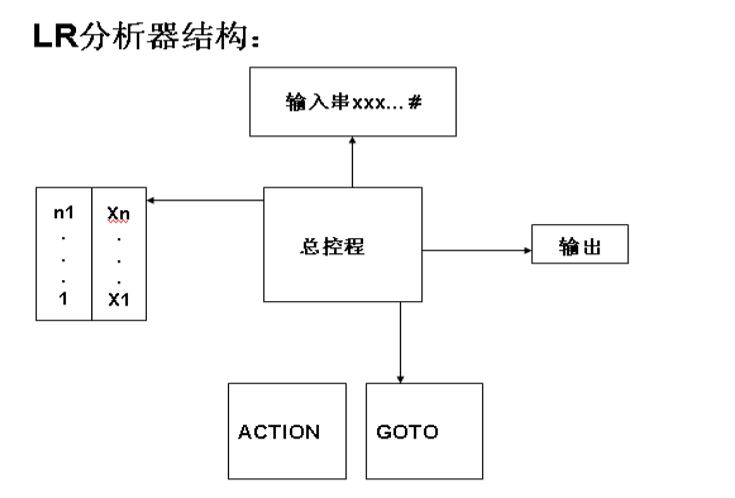 LR分析器结构：
输入串xxx...#
n1 Xn
. .
. .
. .
1 X1
总控程
输出
ACTION
GOTO